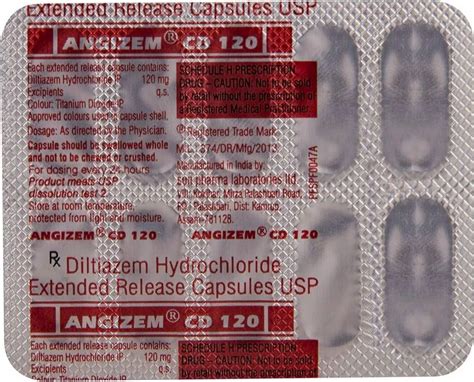 Extended Release Capsules USP
ANGIZEM® CD 120
Each extended release capsule contains:
Diltiazem Hydrochloride IP 120 mg
Excipients q.s.
Colour: Titanium Dioxide IP
Approved colours used in capsule shell.
Dosage: As directed by the Physician.
Capsule should be swallowed whole
and not to be chewed or crushed.
For dosing every 24 hours
Product meets USP
dissolution test 2
Store at room temperature,
protected from light and moisture.
SCHEDULE H PRESCRIPTION
DRUG – CAUTION: Not to be sold
by retail without the prescription of
a Registered Medical Practitioner.
® Registered Trade Mark
Manufactured in India by:
sun pharma laboratories ltd.
Assam-781128.
ANGIZEM® CD 120 ANGIZEM® CD 120
Rx Diltiazem Hydrochloride
Extended Release Capsules USP
ANGIZEM® CD 120
Each extended release capsule contains:
Diltiazem Hydrochloride IP 120 mg
Excipients q.s.
Colour: Titanium Dioxide IP
SCHEDULE H PRESCRIPTION
DRUG – CAUTION: Not to be sold
by retail without the prescription of